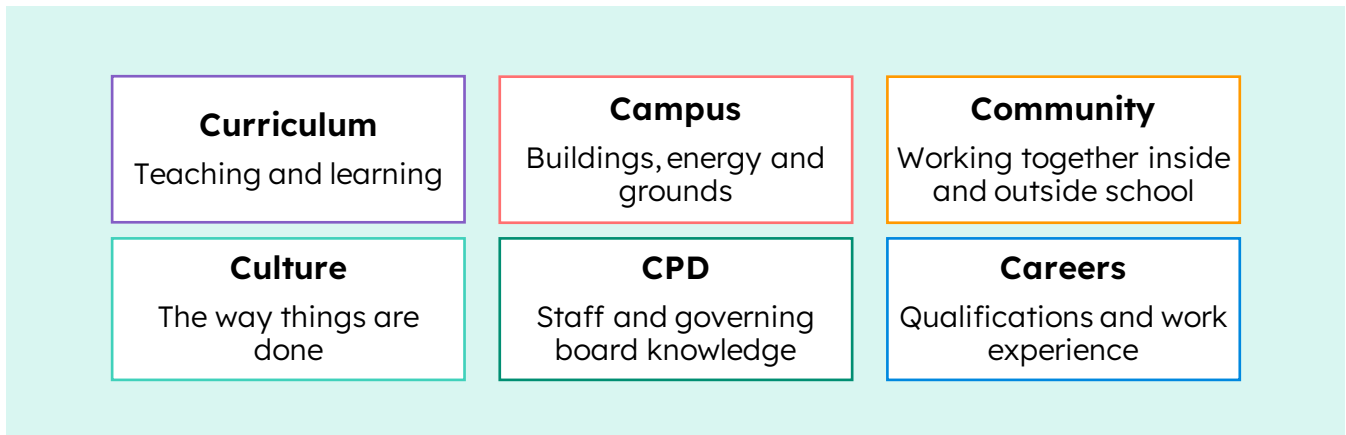 Curriculum
Teaching and learning
Campus
Buildings, energy and
grounds
Community
Working together inside
and outside school
Culture
The way things are
done
CPD
Staff and governing
board knowledge
Careers
Qualifications and work
experience